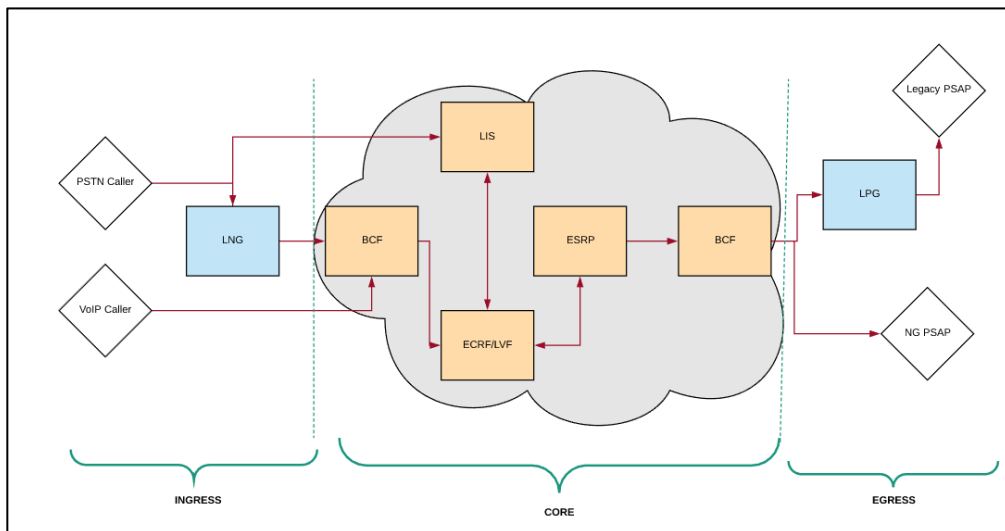 Legacy PSAP
LIS
PSTN Caller
LPG
LNG
BCF
ESRP
BCF
VoIP Caller
ECRF/LVF
NG PSAP
INGRESS
CORE
EGRESS